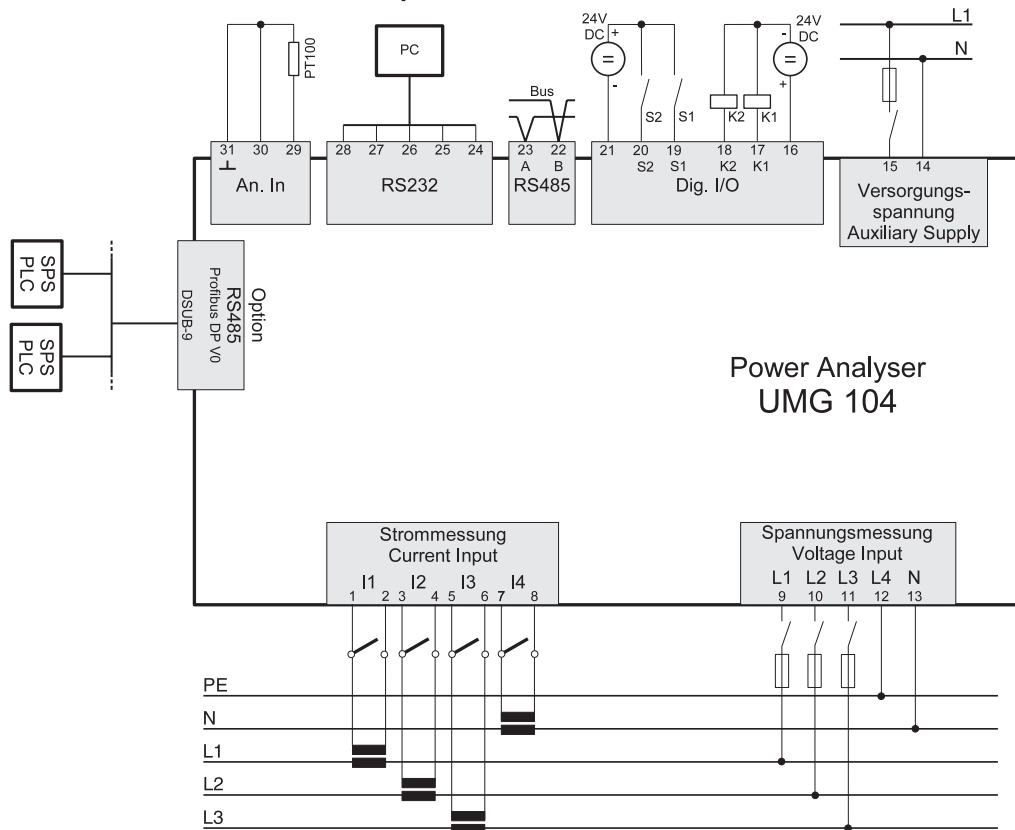 24V DC
24V DC
L1
N
PT100
PC
Bus
+
-
S2
S1
K2
K1
-
+
31
30
29
28
27
26
25
24
23
22
21
20
19
18
17
16
15
14
A
B
S2
S1
K2
K1
An. In
RS232
RS485
Dig. I/O
Versorgungs-
spannung
Auxiliary Supply
SPS
PLC
SPS
PLC
Option
RS485
Profibus DP V0
DSUB-9
Power Analyser
UMG 104
Strommessung
Current Input
I1
I2
I3
I4
1
2
3
4
5
6
7
8
Spannungsmessung
Voltage Input
L1
L2
L3
L4
N
9
10
11
12
13
PE
N
L1
L2
L3